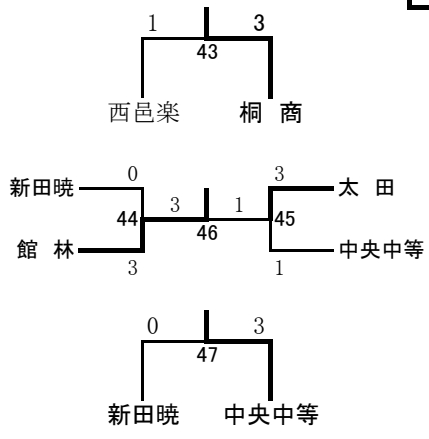 1 3
43
西邑楽 桐 商
新田暁 0 3 太 田
44 3 1 45
46
館 林 中央中等
3 1
0 3
47
新田暁 中央中等